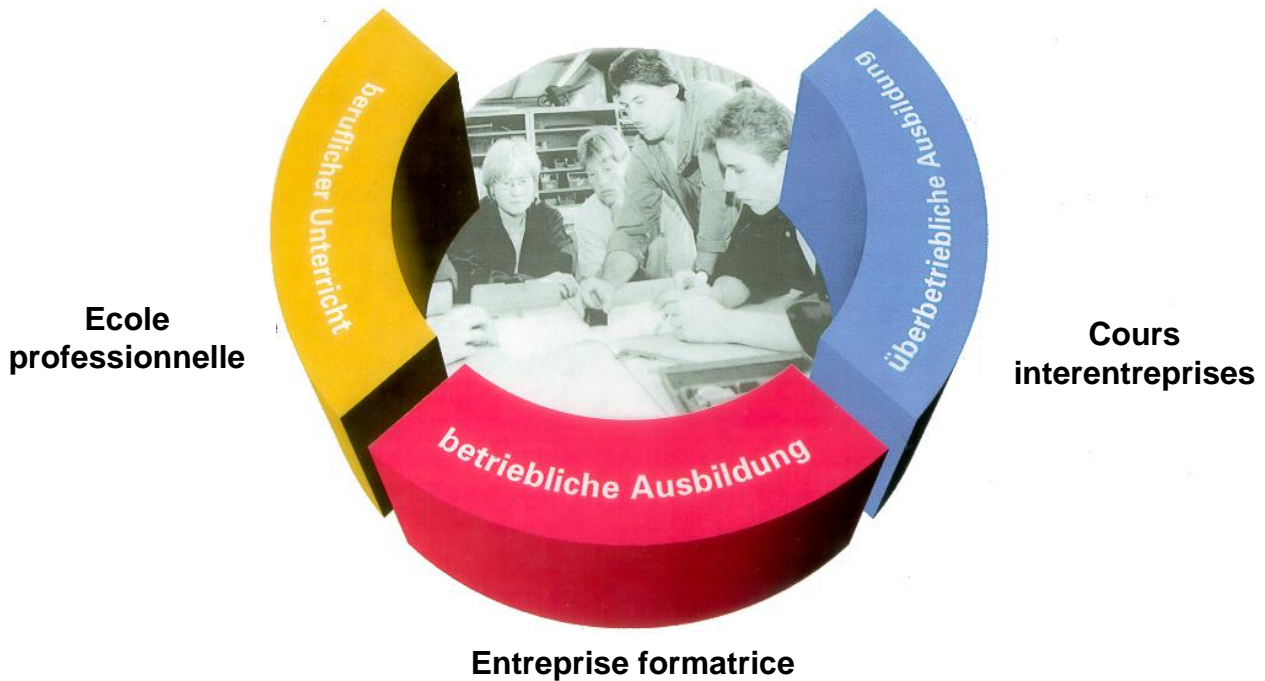 beruflicher Unterricht
überbetriebliche Ausbildung
Ecole
professionnelle
Cours
interentreprises
betriebliche Ausbildung
Entreprise formatrice